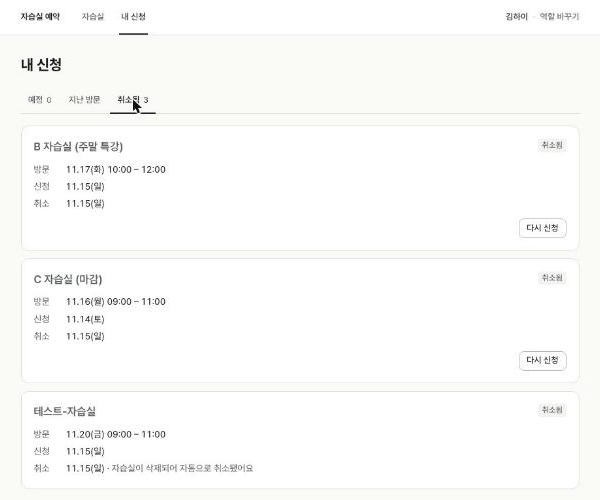 자습실 예약 자습실 내 신청 김하이 · 역할 바꾸기
내 신청
예정 0 지난 방문 취소됨 3
B 자습실 (주말 특강) 취소됨
방문 11.17(화) 10:00 – 12:00
신청 11.15(일)
취소 11.15(일)
다시 신청
C 자습실 (마감) 취소됨
방문 11.16(월) 09:00 – 11:00
신청 11.14(토)
취소 11.15(일)
다시 신청
테스트-자습실 취소됨
방문 11.20(금) 09:00 – 11:00
신청 11.15(일)
취소 11.15(일) · 자습실이 삭제되어 자동으로 취소됐어요